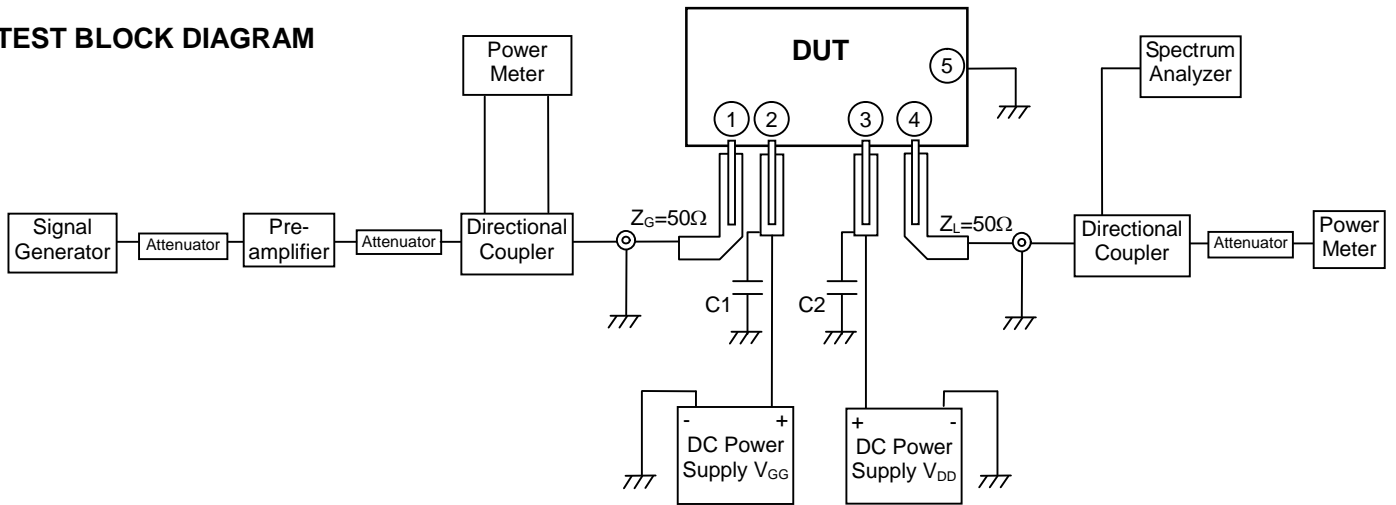 TEST BLOCK DIAGRAM
Power
Meter
DUT
5
Spectrum
Analyzer
1
2
3
4
Signal
Generator
Attenuator
Pre-
amplifier
Attenuator
Directional
Coupler
ZG=50Ω
ZL=50Ω
Directional
Coupler
Attenuator
Power
Meter
C1
C2
- +
DC Power
Supply VGG
+ -
DC Power
Supply VDD